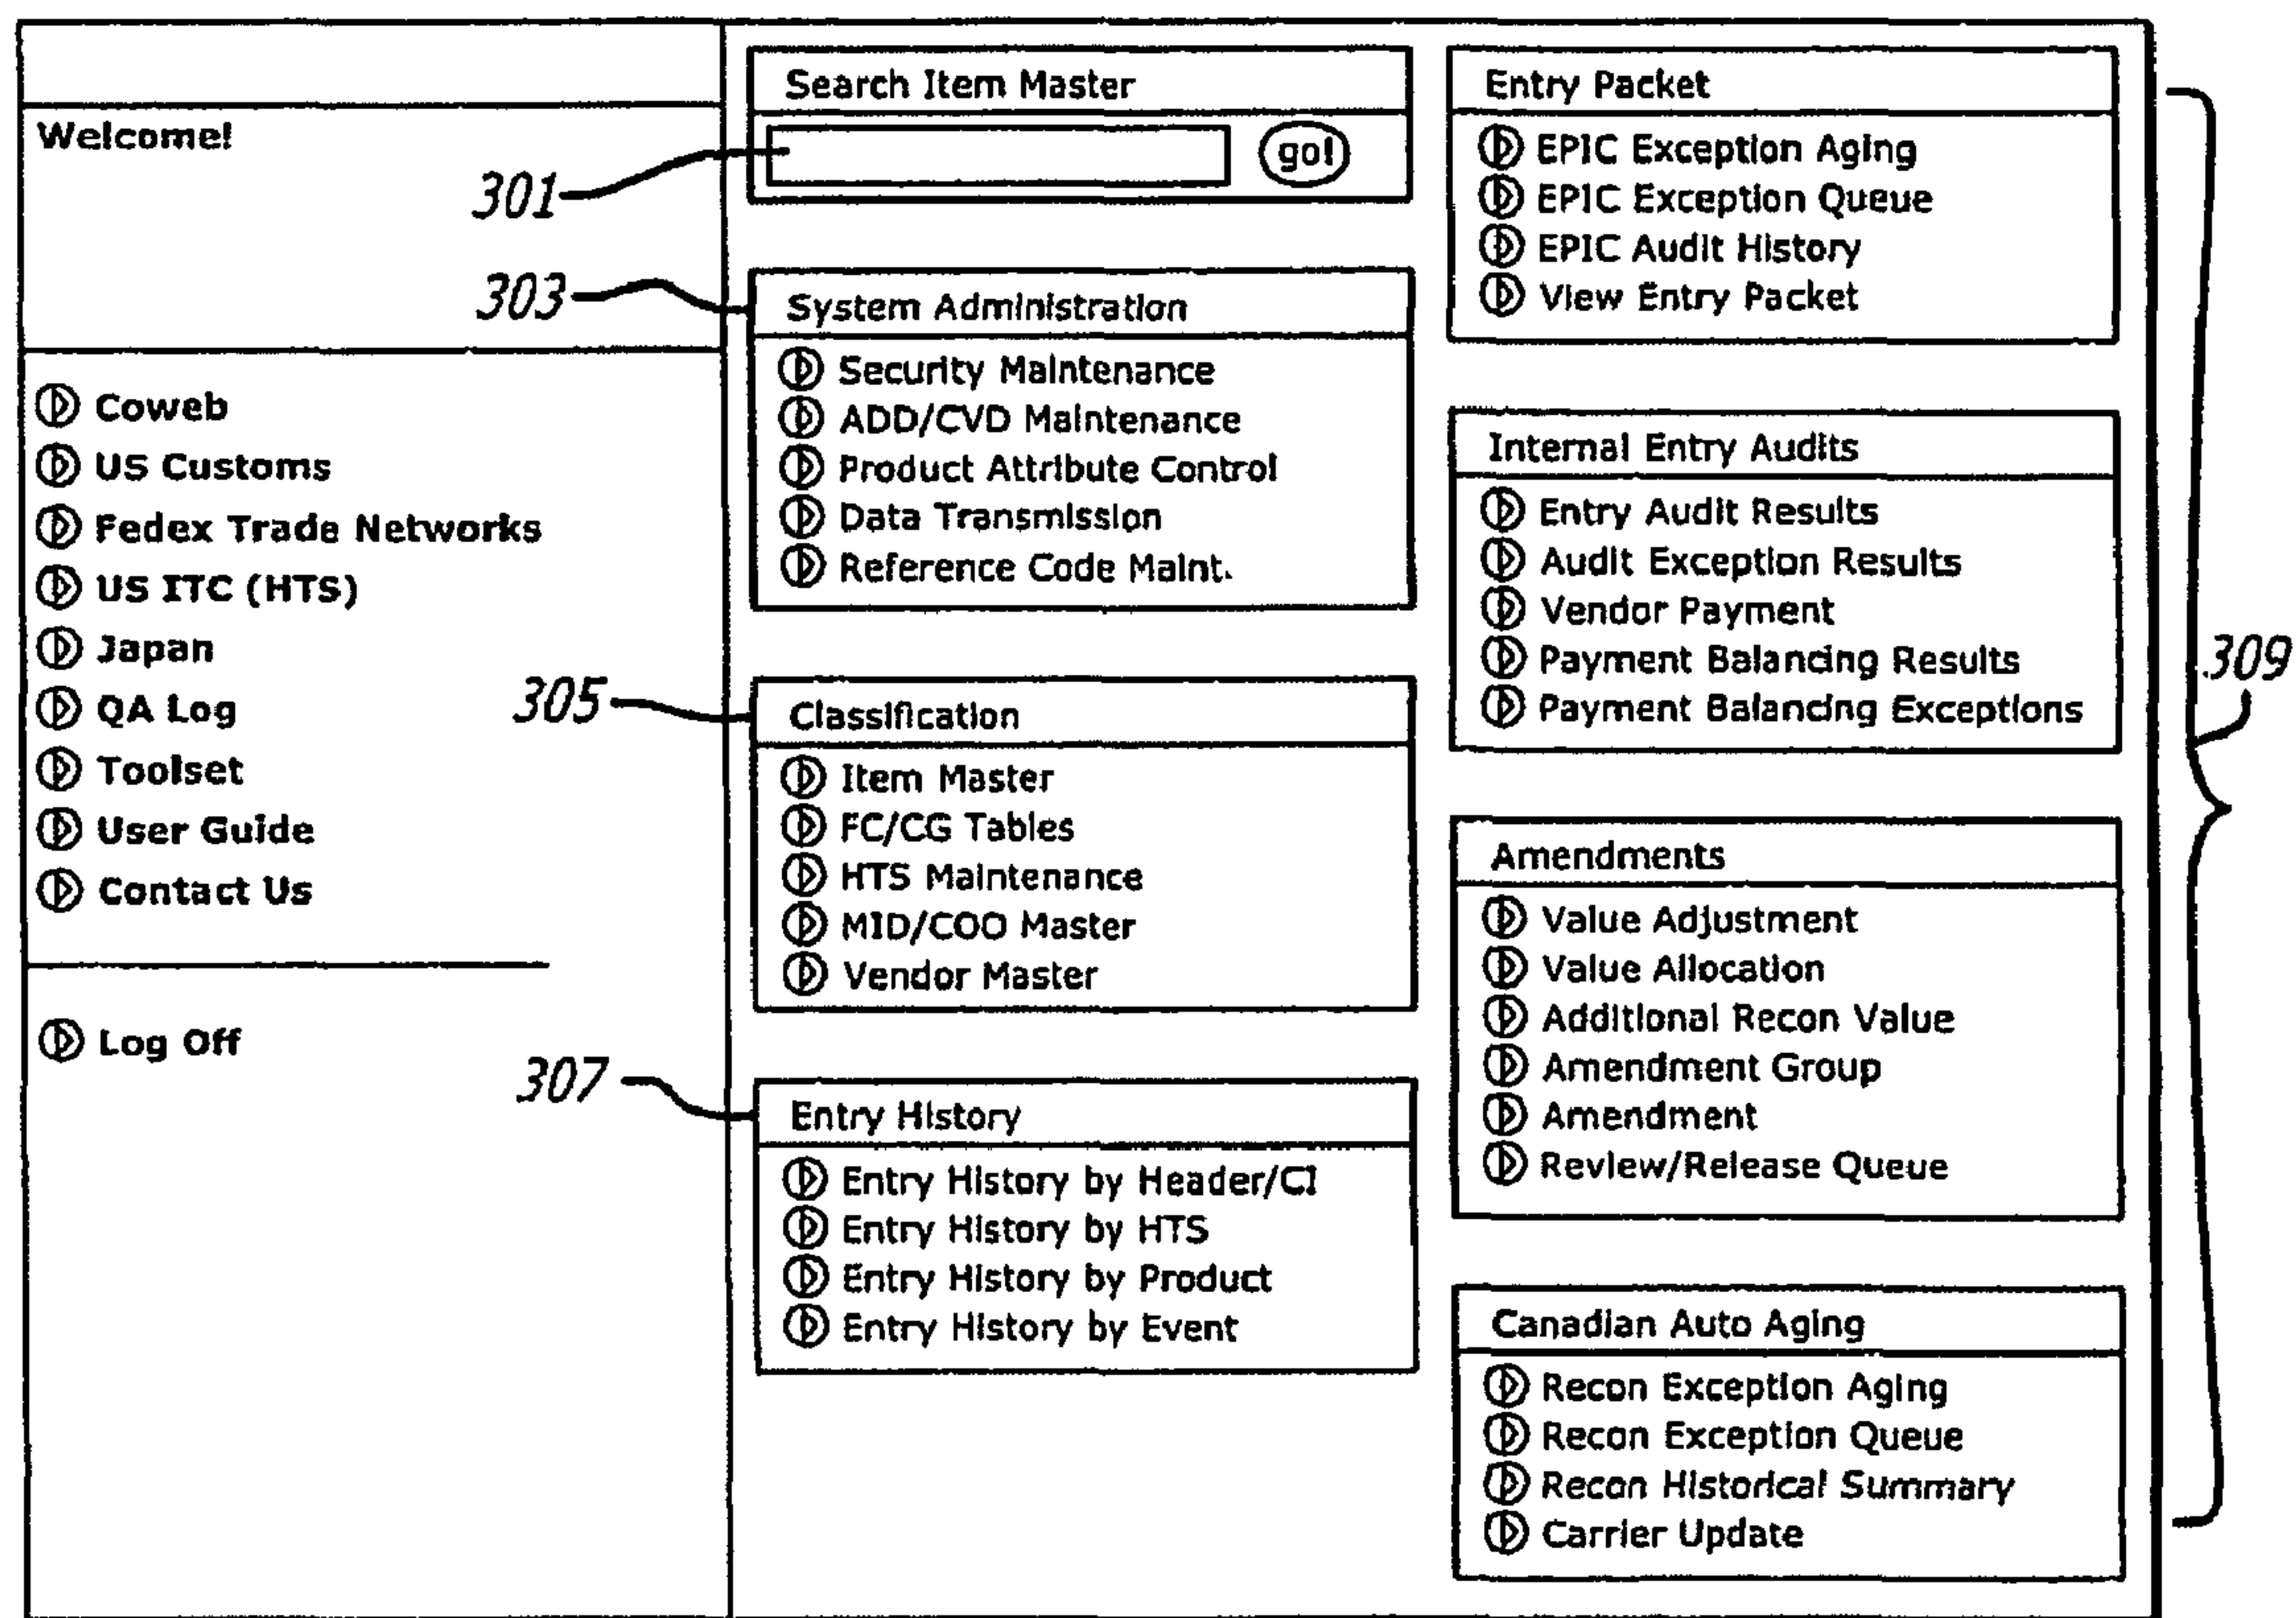 Welcome!
Coweb
US Customs
Fedex Trade Networks
US ITC (HTS)
Japan
QA Log
Toolset
User Guide
Contact Us
Log Off
301
Search Item Master
go!
303
System Administration
Security Maintenance
ADD/CVD Maintenance
Product Attribute Control
Data Transmission
Reference Code Maint.
305
Classification
Item Master
FC/CG Tables
HTS Maintenance
MID/COO Master
Vendor Master
307
Entry History
Entry History by Header/CI
Entry History by HTS
Entry History by Product
Entry History by Event
Entry Packet
EPIC Exception Aging
EPIC Exception Queue
EPIC Audit History
View Entry Packet
Internal Entry Audits
Entry Audit Results
Audit Exception Results
Vendor Payment
Payment Balancing Results
Payment Balancing Exceptions
Amendments
Value Adjustment
Value Allocation
Additional Recon Value
Amendment Group
Amendment
Review/Release Queue
Canadian Auto Aging
Recon Exception Aging
Recon Exception Queue
Recon Historical Summary
Carrier Update
309